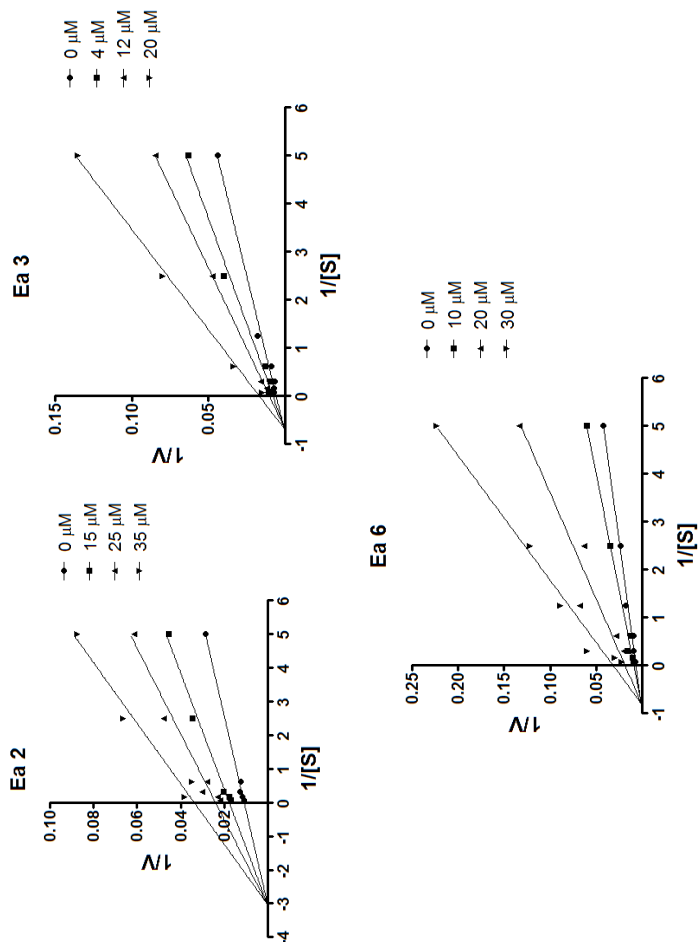 Ea 2
1/V
0.10
0.08
0.06
0.04
0.02
-4 -3 -2 -1 0 1 2 3 4 5 6
1/[S]
0 µM
15 µM
25 µM
35 µM
Ea 3
1/V
0.15
0.10
0.05
-1 0 1 2 3 4 5 6
1/[S]
0 µM
4 µM
12 µM
20 µM
Ea 6
1/V
0.25
0.20
0.15
0.10
0.05
-1 0 1 2 3 4 5 6
1/[S]
0 µM
10 µM
20 µM
30 µM